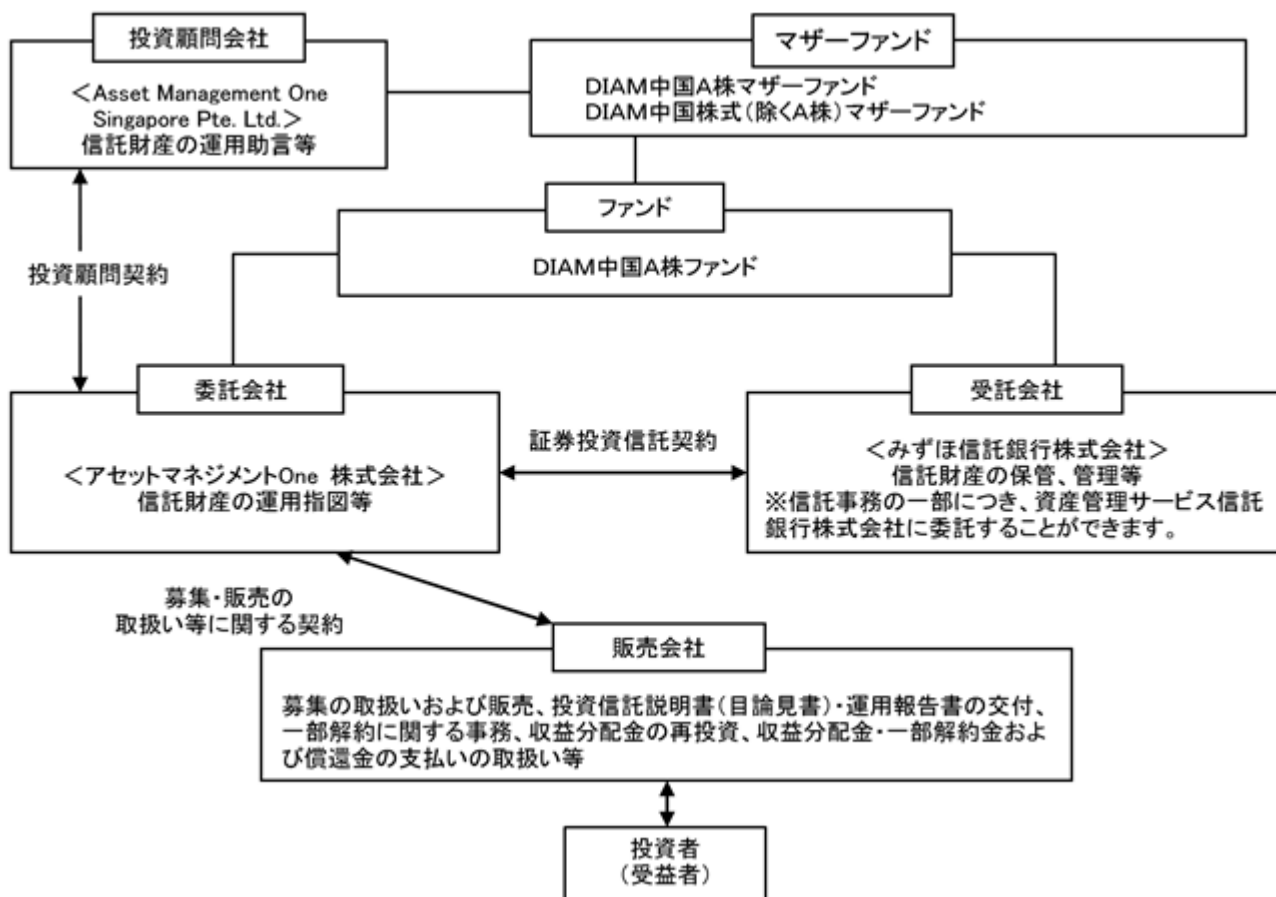 投資顧問会社
<Asset Management One
Singapore Pte. Ltd.>
信託財産の運用助言等
マザーファンド
DIAM中国A株マザーファンド
DIAM中国株式(除くA株)マザーファンド
ファンド
DIAM中国A株ファンド
投資顧問契約
委託会社
<アセットマネジメントOne 株式会社>
信託財産の運用指図等
証券投資信託契約
受託会社
<みずほ信託銀行株式会社>
信託財産の保管、管理等
※信託事務の一部につき、資産管理サービス信託
銀行株式会社に委託することができます。
募集・販売の
取扱い等に関する契約
販売会社
募集の取扱いおよび販売、投資信託説明書(目論見書)・運用報告書の交付、
一部解約に関する事務、収益分配金の再投資、収益分配金・一部解約金およ
び償還金の支払いの取扱い等
投資者
(受益者)